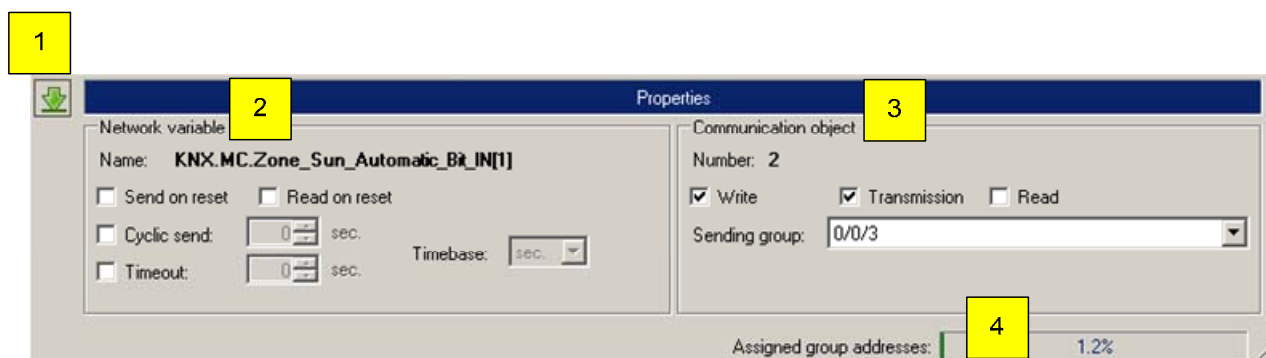 1
Properties
2
3
Network variable
Communication object
Name: KNX.MC.Zone_Sun_Automatic_Bit_IN[1]
Number: 2
Send on reset Read on reset
Write Transmission Read
Cyclic send: 0 sec.
Timebase: sec.
Sending group: 0/0/3
Timeout: 0 sec.
4
Assigned group addresses: 1.2%